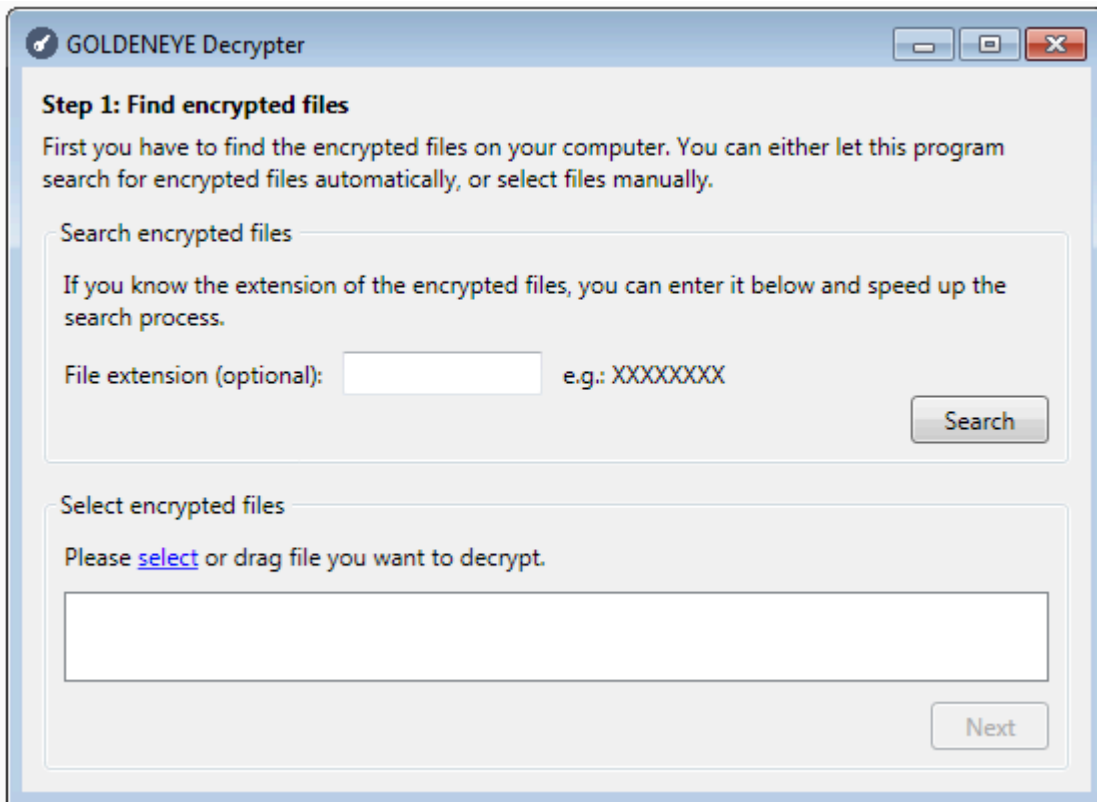 GOLDENEYE Decrypter
Step 1: Find encrypted files
First you have to find the encrypted files on your computer. You can either let this program
search for encrypted files automatically, or select files manually.
Search encrypted files
If you know the extension of the encrypted files, you can enter it below and speed up the
search process.
File extension (optional): e.g.: XXXXXXXX
Search
Select encrypted files
Please select or drag file you want to decrypt.
Next